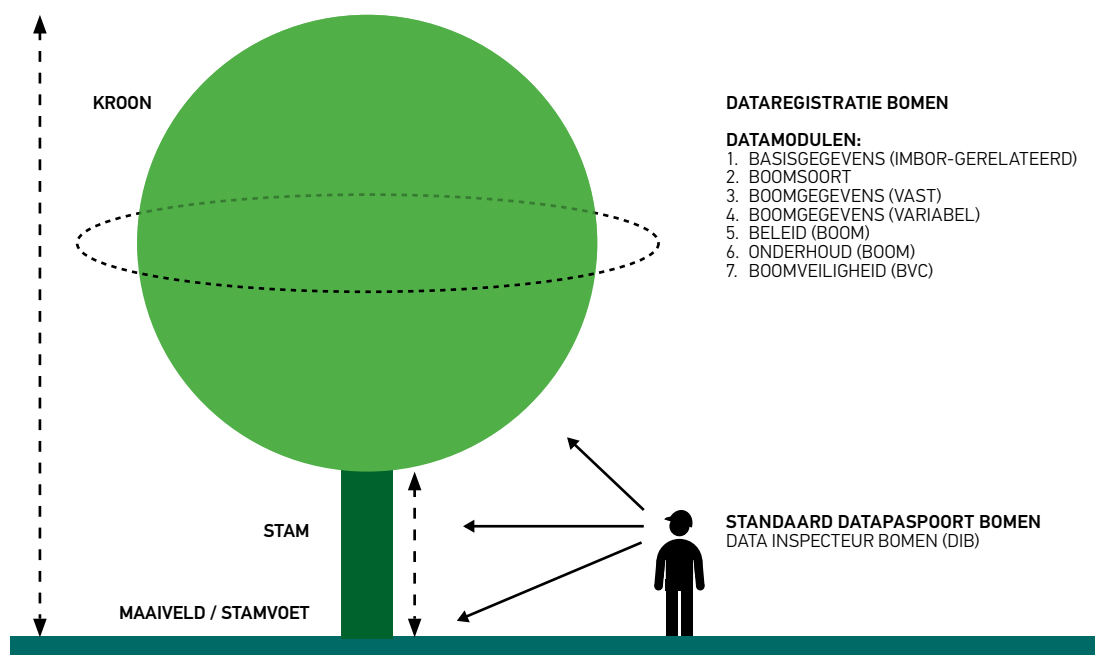 KROON
DATAREGISTRATIE BOMEN
DATAMODULEN:
1. BASISGEGEVENS (IMBOR-GERELATEERD)
2. BOOMSOORT
3. BOOMGEGEVENS (VAST)
4. BOOMGEGEVENS (VARIABEL)
5. BELEID (BOOM)
6. ONDERHOUD (BOOM)
7. BOOMVEILIGHEID (BVC)
STAM
STANDAARD DATAPASPOORT BOMEN
DATA INSPECTEUR BOMEN (DIB)
MAAIVELD / STAMVOET